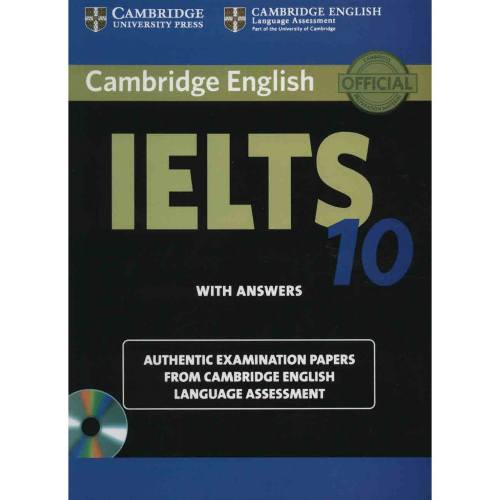 CAMBRIDGE
UNIVERSITY PRESS
CAMBRIDGE ENGLISH
Language Assessment
Part of the University of Cambridge
Cambridge English
OFFICIAL
IELTS
10
WITH ANSWERS
AUTHENTIC EXAMINATION PAPERS
FROM CAMBRIDGE ENGLISH
LANGUAGE ASSESSMENT